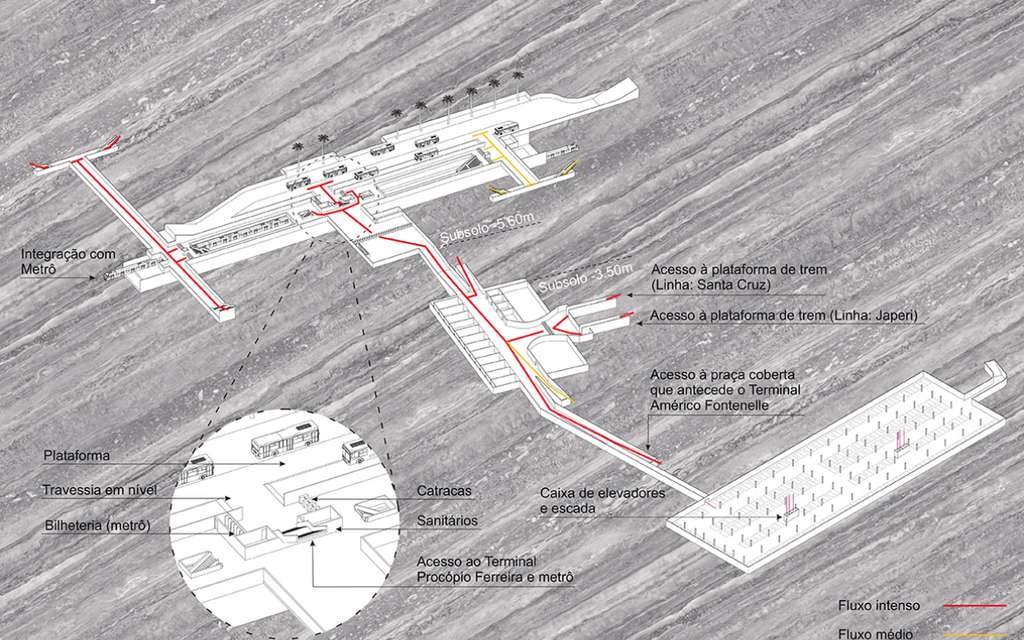 Subsolo -5.60m
Integração com
Metrô
Subsolo -3.50m
Acesso à plataforma de trem
(Linha: Santa Cruz)
Acesso à plataforma de trem (Linha: Japeri)
Acesso à praça coberta
que antecede o Terminal
Américo Fontenelle
Plataforma
Travessia em nível
Bilheteria (metrô)
Catracas
Sanitários
Acesso ao Terminal
Procópio Ferreira e metrô
Caixa de elevadores
e escada
Fluxo intenso
Fluxo médio